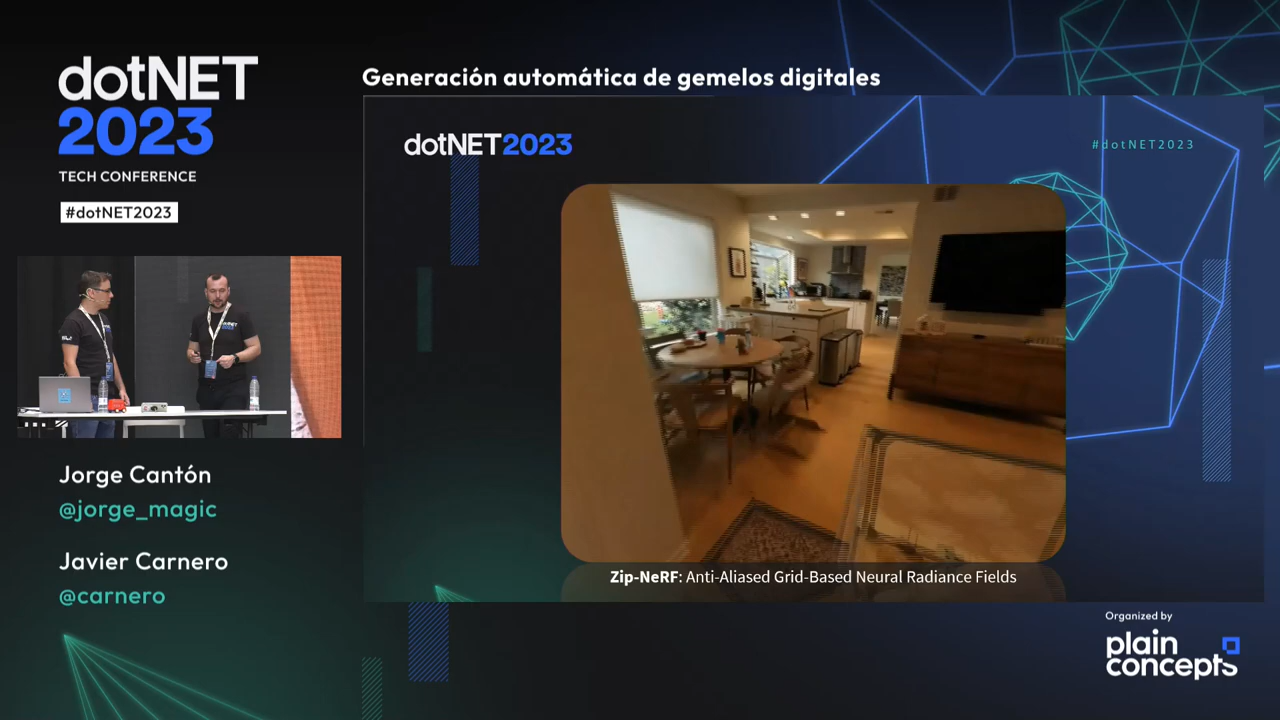 dotNET
2023
TECH CONFERENCE
#dotNET2023
Generación automática de gemelos digitales
dotNET2023
#dotNET2023
Jorge Cantón
@jorge_magic
Javier Carnero
@carnero
Zip-NeRF: Anti-Aliased Grid-Based Neural Radiance Fields
Organized by
plain
concepts